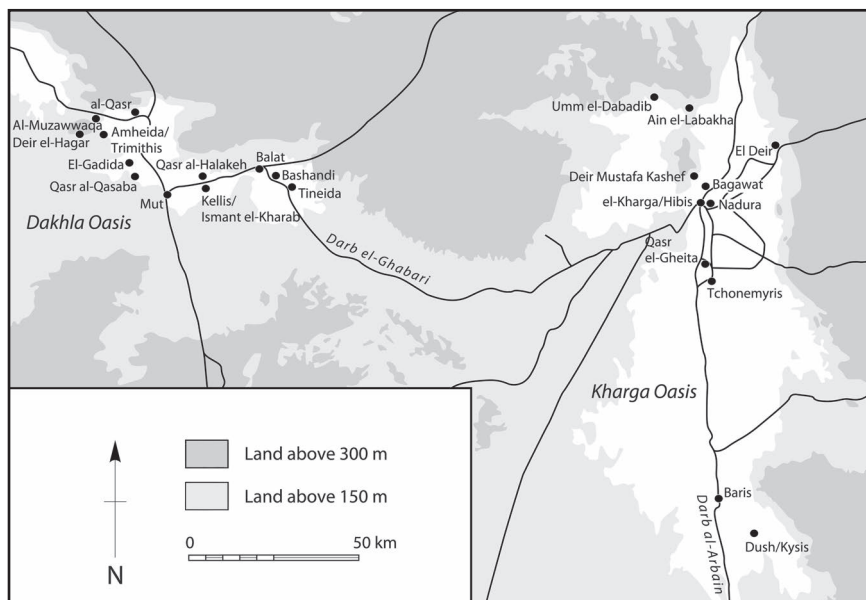 al-Qasr
Al-Muzawwaqa
Deir el-Hagar
Amheida/
Trimithis
El-Gadida
Qasr al-Qasaba
Mut
Qasr al-Halakeh
Kellis/
Ismant el-Kharab
Balat
Bashandi
Tineida
Dakhla Oasis
Darb el-Ghabari
Umm el-Dabadib
Ain el-Labakha
El Deir
Deir Mustafa Kashef
Bagawat
el-Kharga/Hibis
Nadura
Qasr
el-Gheita
Tchonemyris
Kharga Oasis
Baris
Darb al-Arbain
Dush/Kysis
Land above 300 m
Land above 150 m
0 50 km
N